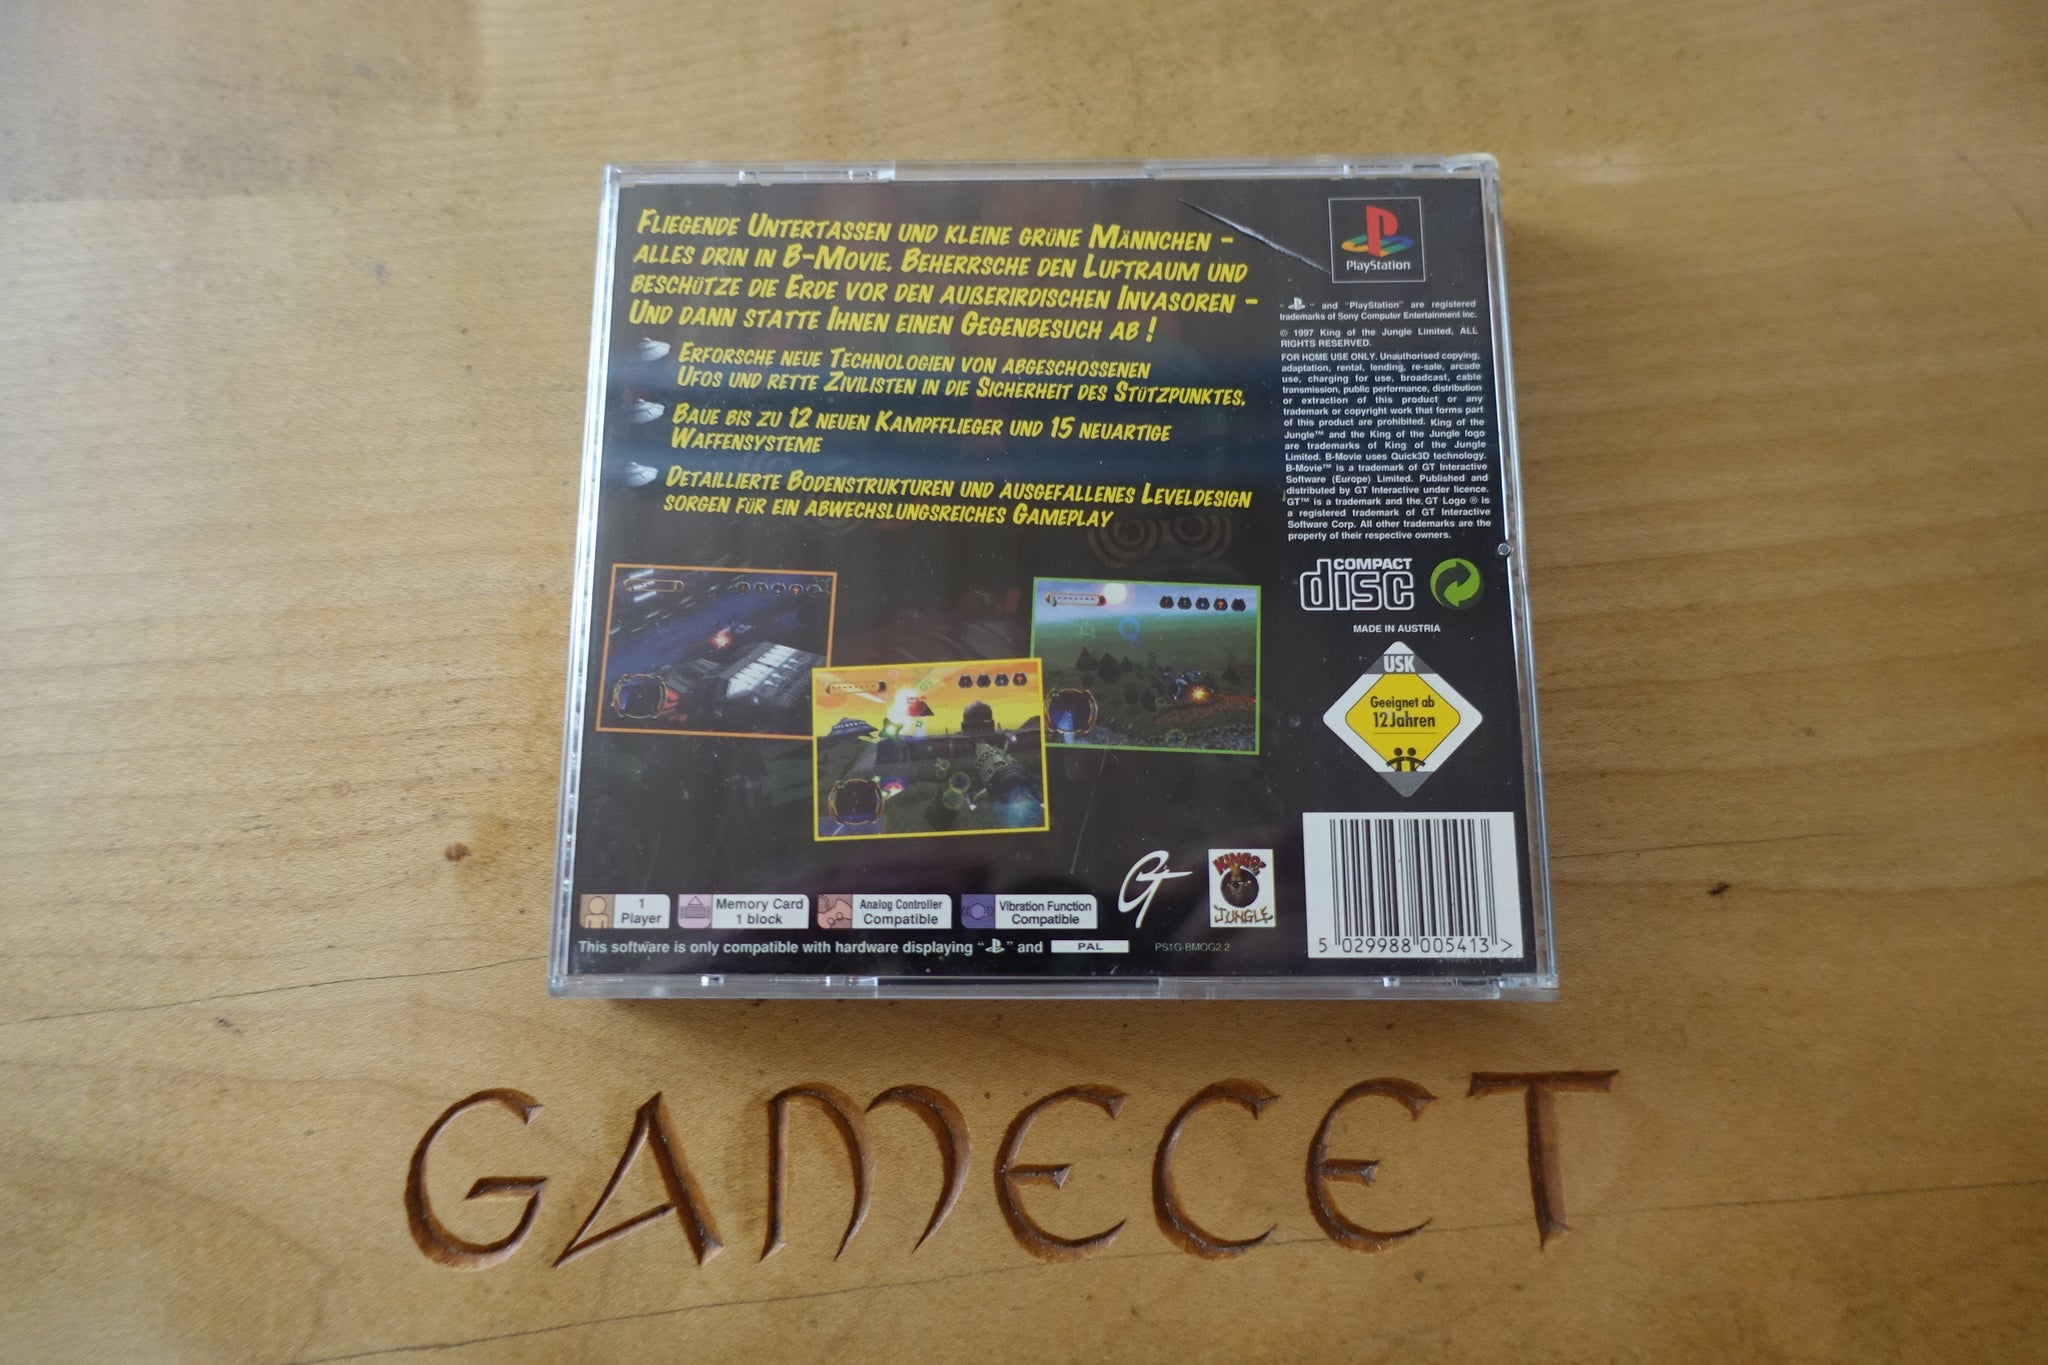 Fliegende Untertassen und kleine grüne Männchen –
alles drin in B-Movie. Beherrsche den Luftraum und
beschütze die Erde vor den außerirdischen Invasoren –
Und dann statte Ihnen einen Gegenbesuch ab !
Erforsche neue Technologien von abgeschossenen
Ufos und rette Zivilisten in die Sicherheit des Stützpunktes.
Baue bis zu 12 neuen Kampfflieger und 15 neuartige
Waffensysteme
Detaillierte Bodenstrukturen und ausgefallenes Leveldesign
sorgen für ein abwechslungsreiches Gameplay
PlayStation
" " and "PlayStation" are registered
trademarks of Sony Computer Entertainment Inc.
© 1997 King of the Jungle Limited, ALL
RIGHTS RESERVED.
FOR HOME USE ONLY. Unauthorised copying,
adaptation, rental, lending, re-sale, arcade
use, charging for use, broadcast, cable
transmission, public performance, distribution
or extraction of this product or any
trademark or copyright work that forms part
of this product are prohibited. King of the
Jungle™ and the King of the Jungle logo
are trademarks of King of the Jungle
Limited. B-Movie uses Quick3D technology.
B-Movie™ is a trademark of GT Interactive
Software (Europe) Limited. Published and
distributed by GT Interactive under licence.
GT™ is a trademark and the GT Logo ® is
a registered trademark of GT Interactive
Software Corp. All other trademarks are the
property of their respective owners.
COMPACT
disc
MADE IN AUSTRIA
USK
Geeignet ab
12 Jahren
GT
KING OF
JUNGLE
1
Player
Memory Card
1 block
Analog Controller
Compatible
Vibration Function
Compatible
This software is only compatible with hardware displaying " " and PAL
PS1G-BMOG2.2
5 029988 005413 >
GAMECET